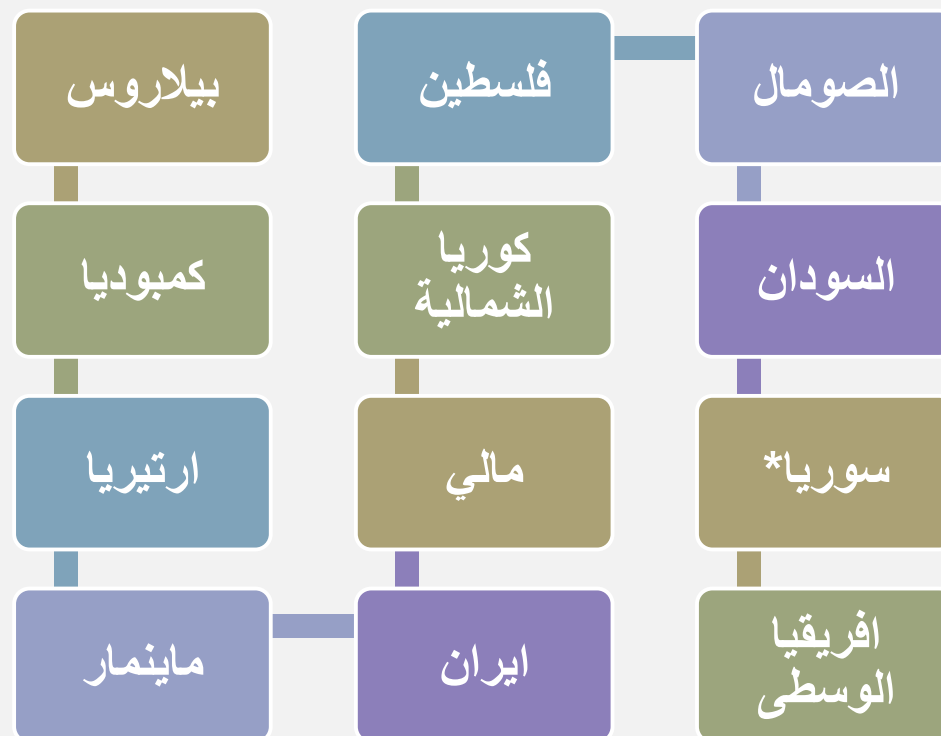 بيلاروس
كمبوديا
ارتيريا
ماينمار
ايران
مالي
كوريا
الشمالية
فلسطين
الصومال
السودان
سوريا*
افريقيا
الوسطى